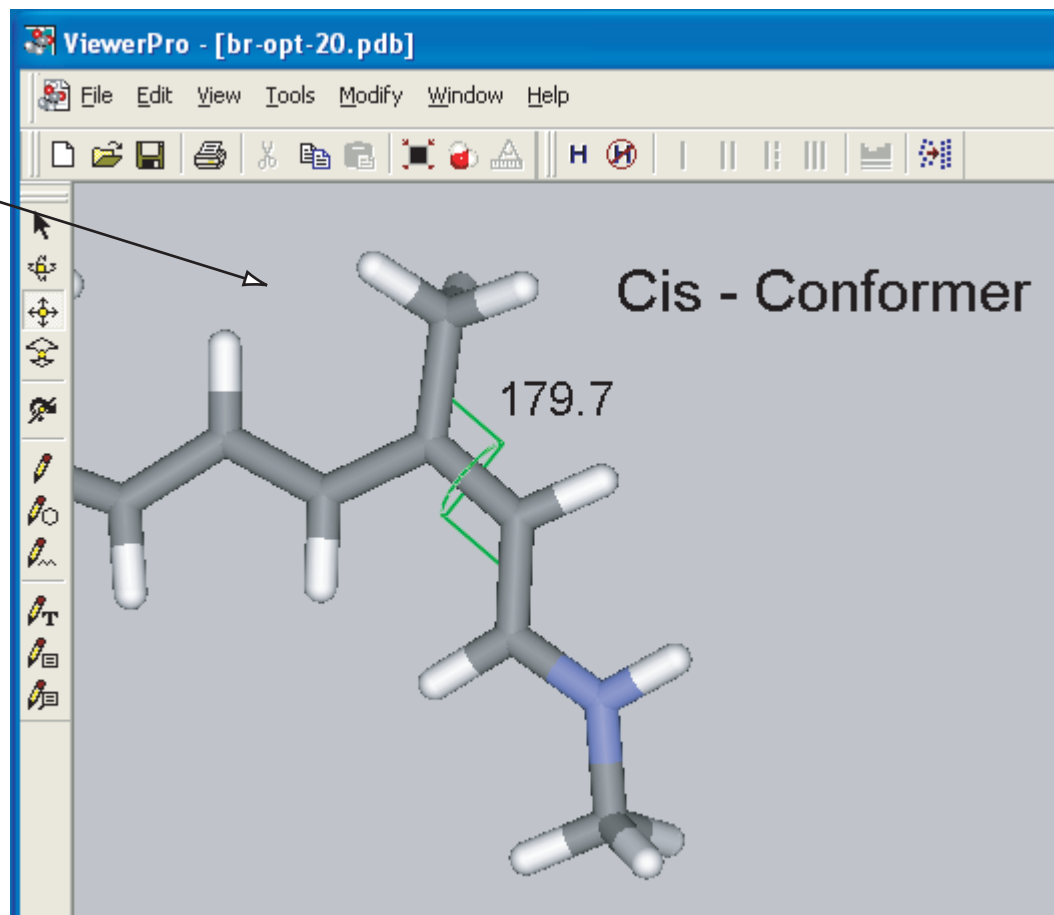 ViewerPro - [br-opt-20.pdb]
File Edit View Tools Modify Window Help
H H
Cis - Conformer
179.7
T